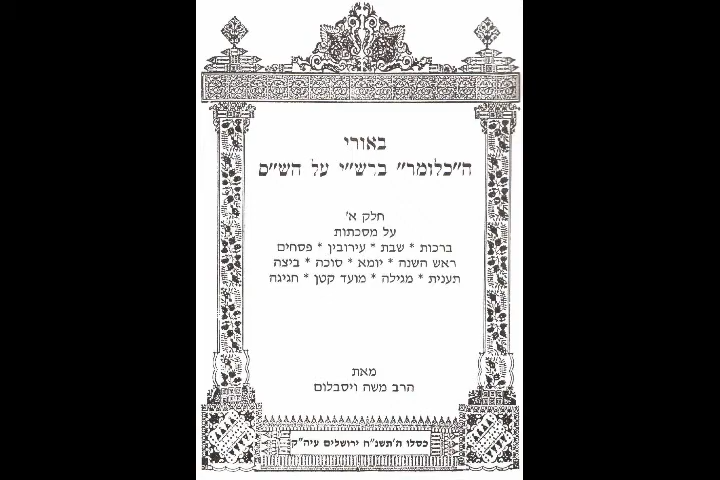 באורי
ה"כלומר" ברש"י על הש"ס
חלק א'
על מסכתות
ברכות * שבת * עירובין * פסחים
ראש השנה * יומא * סוכה * ביצה
תענית * מגילה * מועד קטן * חגיגה
מאת
הרב משה ויסבלום
כסלו ה'תשנ"ח ירושלים עיה"ק